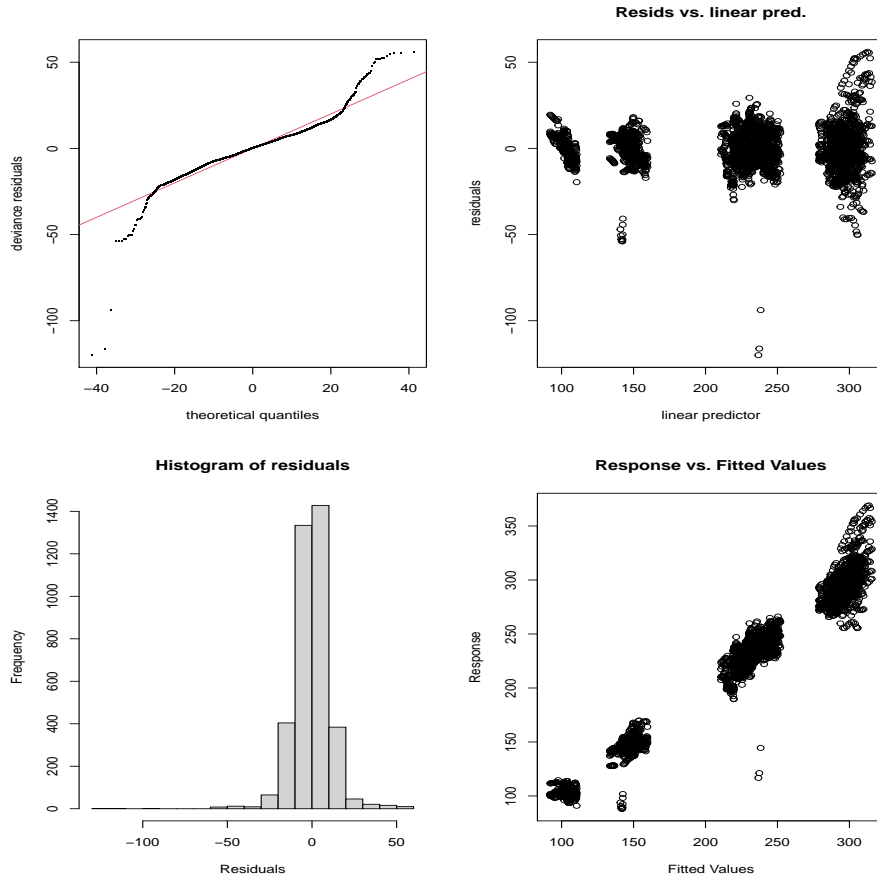 deviance residuals
50
0
−50
−100
−40 −20 0 20 40
theoretical quantiles
Resids vs. linear pred.
residuals
50
0
−50
−100
100 150 200 250 300
linear predictor
Histogram of residuals
Frequency
1400
1200
1000
800
600
400
200
0
−100 −50 0 50
Residuals
Response vs. Fitted Values
Response
350
300
250
200
150
100
100 150 200 250 300
Fitted Values